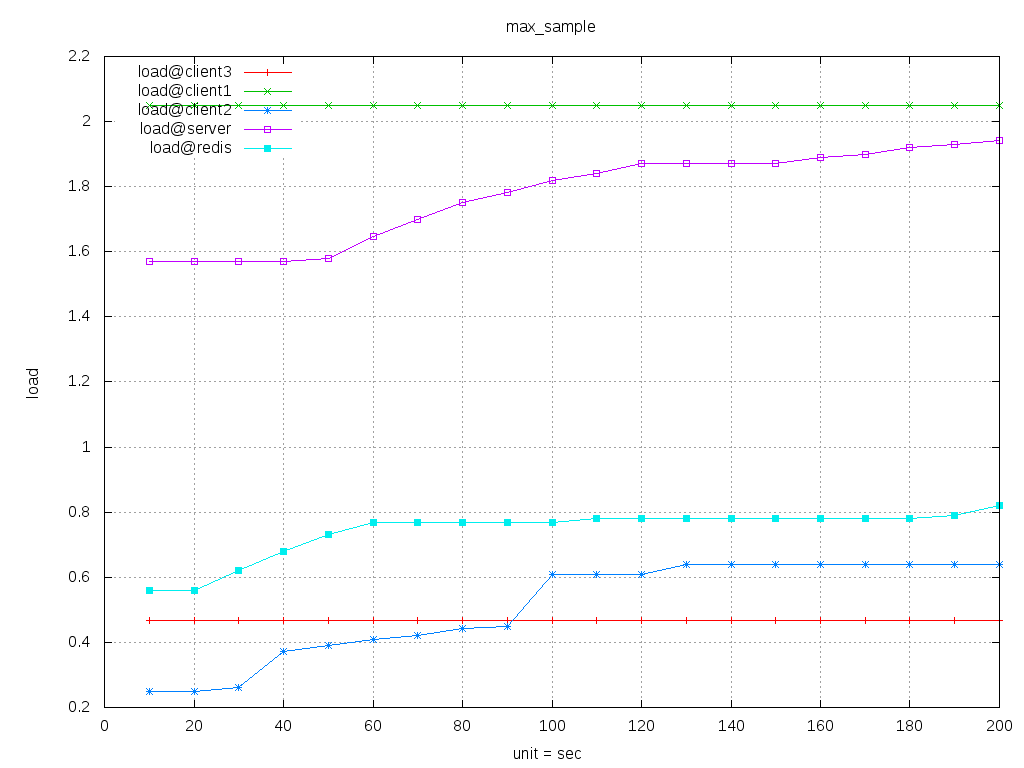 max_sample
2.2
2
1.8
1.6
1.4
1.2
1
0.8
0.6
0.4
0.2
load
load@client3
load@client1
load@client2
load@server
load@redis
0 20 40 60 80 100 120 140 160 180 200
unit = sec